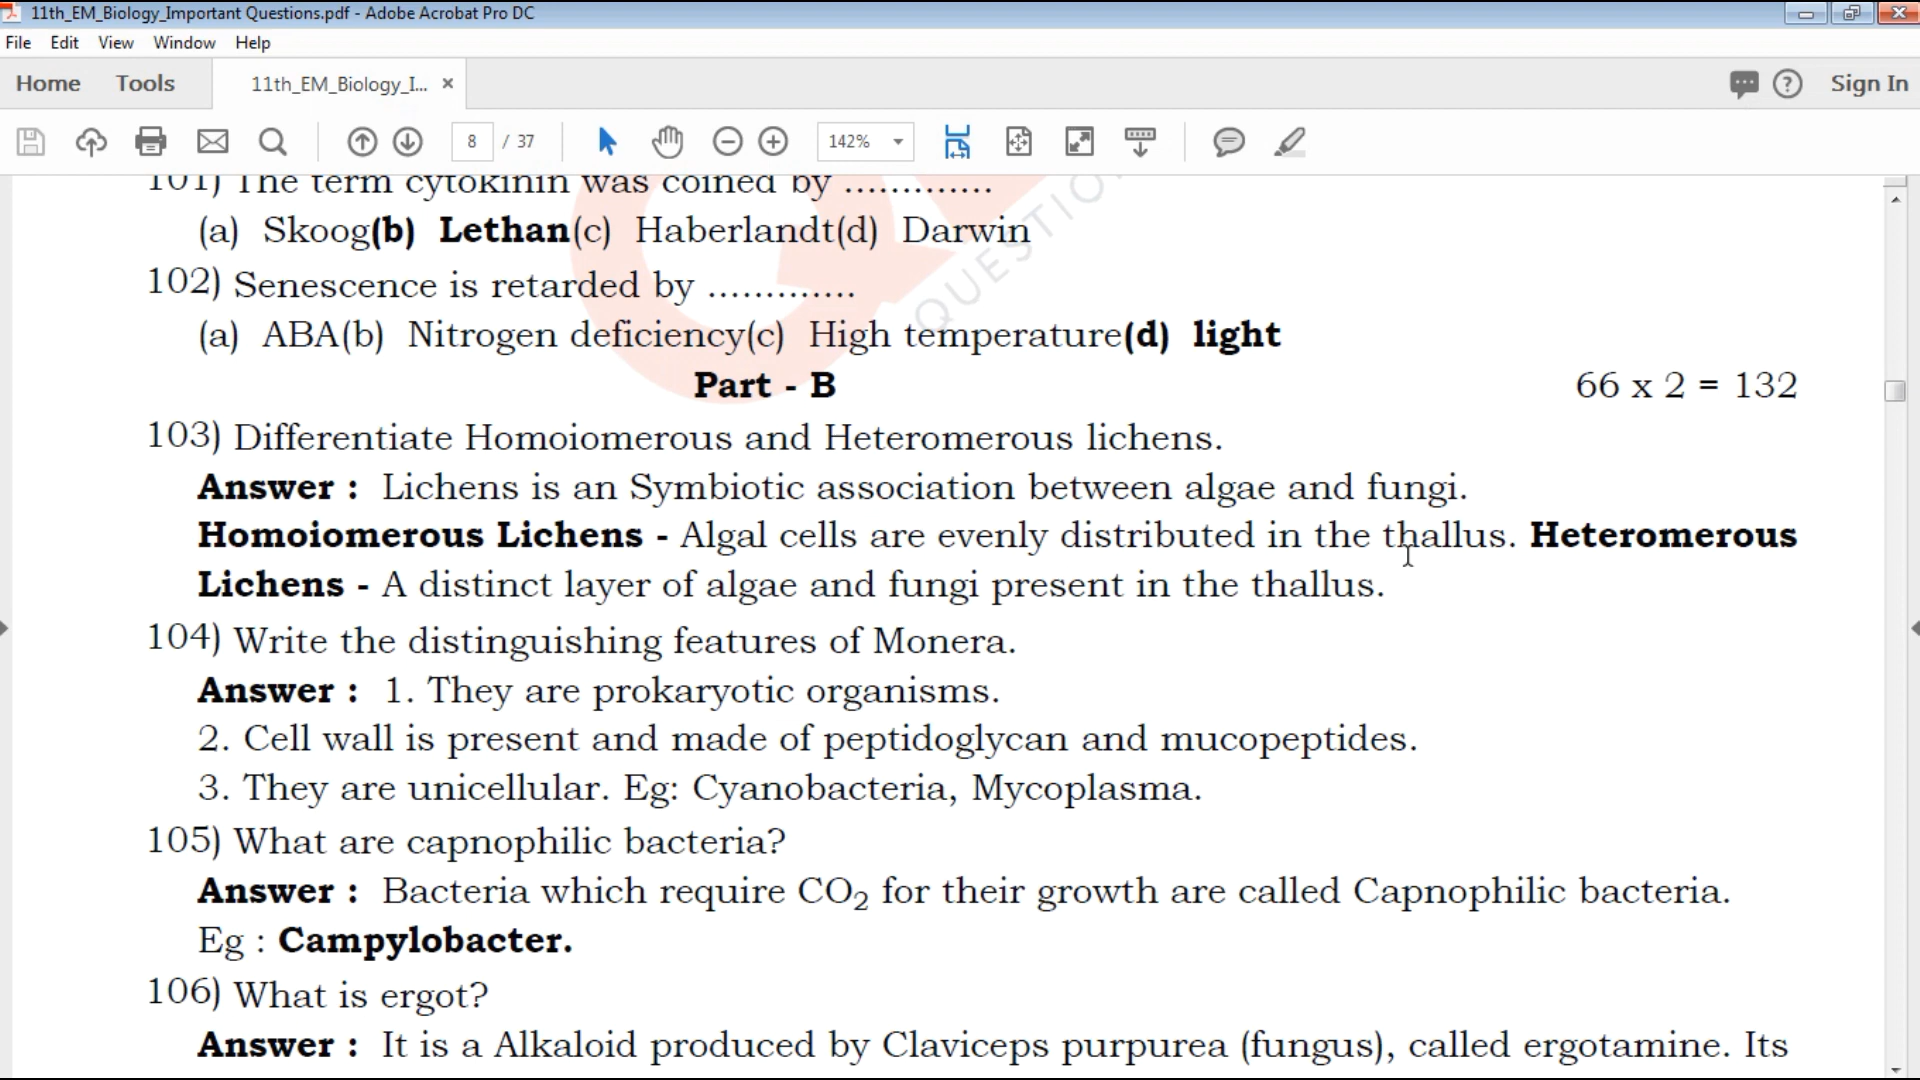 11th_EM_Biology_Important Questions.pdf - Adobe Acrobat Pro DC
File Edit View Window Help
Home Tools 11th_EM_Biology_I... × Sign In
8 / 37 142%
101) The term cytokinin was coined by .............
(a) Skoog(b) Lethan(c) Haberlandt(d) Darwin
102) Senescence is retarded by .............
(a) ABA(b) Nitrogen deficiency(c) High temperature(d) light
Part - B 66 x 2 = 132
103) Differentiate Homoiomerous and Heteromerous lichens.
Answer : Lichens is an Symbiotic association between algae and fungi.
Homoiomerous Lichens - Algal cells are evenly distributed in the thallus. Heteromerous
Lichens - A distinct layer of algae and fungi present in the thallus.
104) Write the distinguishing features of Monera.
Answer : 1. They are prokaryotic organisms.
2. Cell wall is present and made of peptidoglycan and mucopeptides.
3. They are unicellular. Eg: Cyanobacteria, Mycoplasma.
105) What are capnophilic bacteria?
Answer : Bacteria which require CO₂ for their growth are called Capnophilic bacteria.
Eg : Campylobacter.
106) What is ergot?
Answer : It is a Alkaloid produced by Claviceps purpurea (fungus), called ergotamine. Its